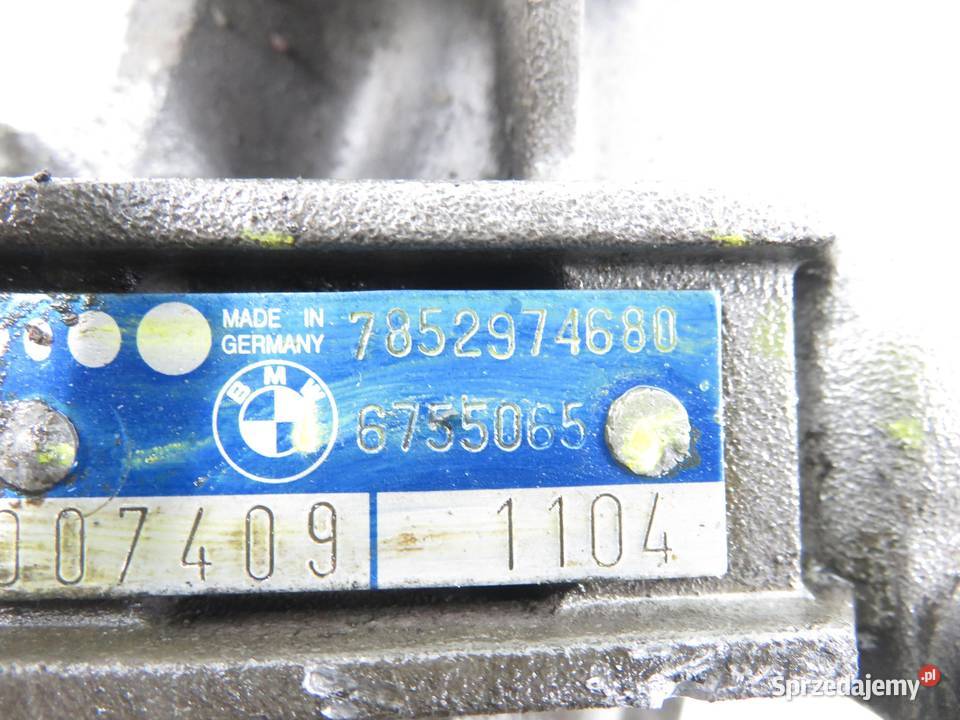 MADE IN
GERMANY
7852974680
BMW
6755065
007409
1104
Sprzedajemy.pl